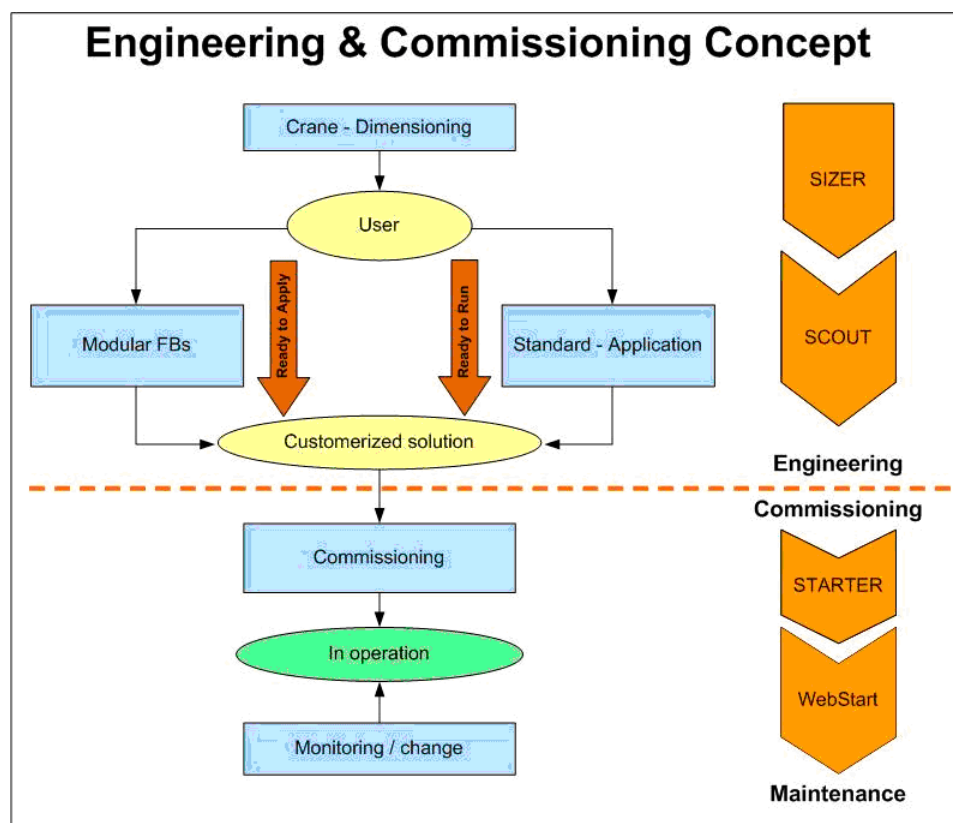 Engineering & Commissioning Concept
Crane - Dimensioning
SIZER
User
Ready to Apply
Ready to Run
Modular FBs
Standard - Application
SCOUT
Customerized solution
Engineering
Commissioning
Commissioning
STARTER
In operation
WebStart
Monitoring / change
Maintenance